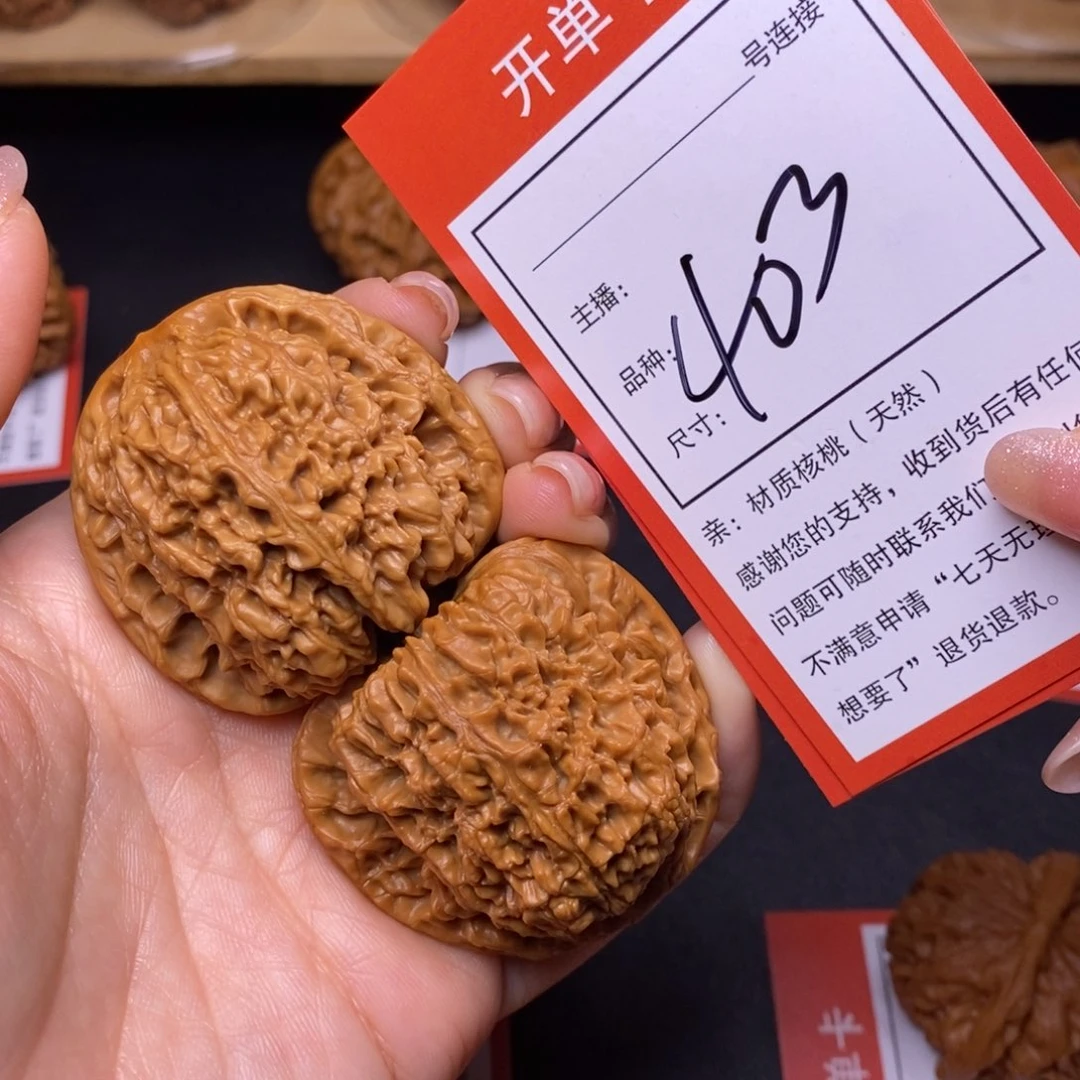 开单
号连接
主播:
品种:
尺寸:
403
亲：材质核桃（天然）
感谢您的支持，收到货后有任何
问题可随时联系我们
不满意申请“七天无理
想要了”退货退款。